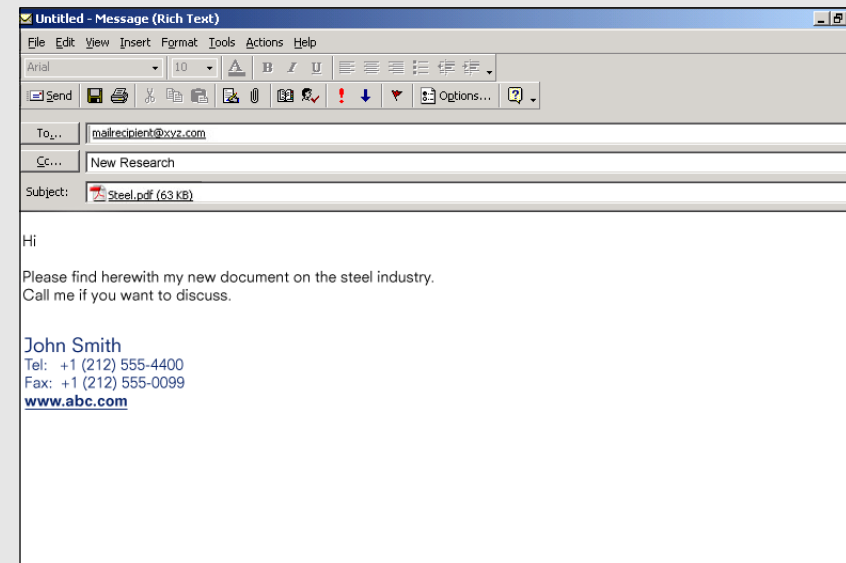 Untitled - Message (Rich Text)
File Edit View Insert Format Tools Actions Help
Arial 10 A B I U
Send Options...
To... mailrecipient@xyz.com
Cc... New Research
Subject: Steel.pdf (63 KB)
Hi
Please find herewith my new document on the steel industry.
Call me if you want to discuss.
John Smith
Tel: +1 (212) 555-4400
Fax: +1 (212) 555-0099
www.abc.com